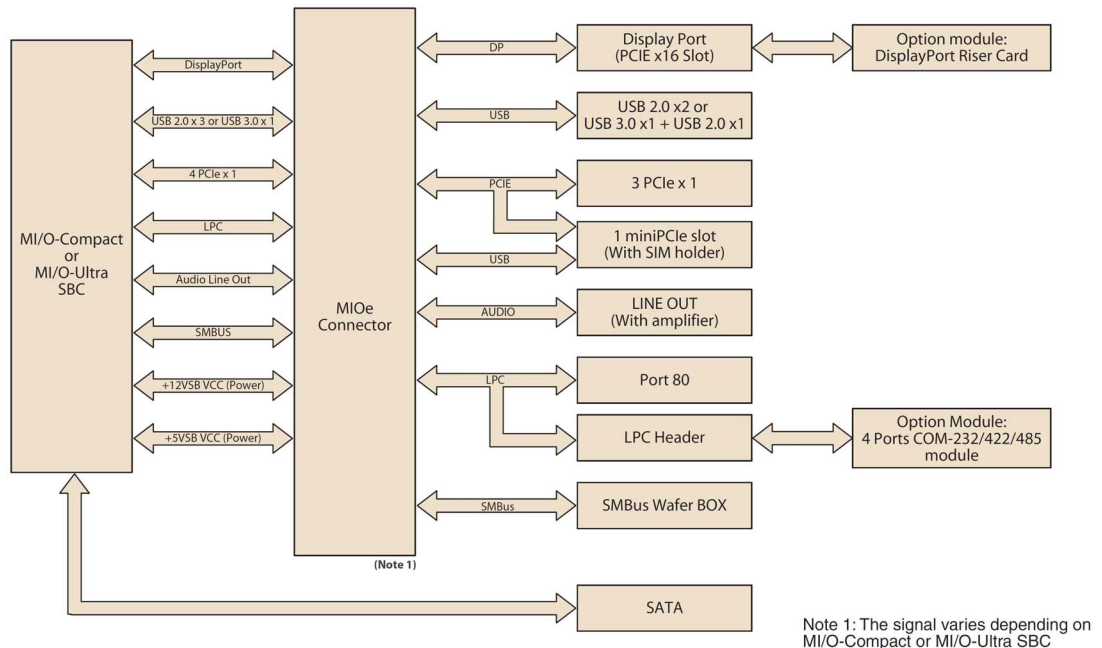 MI/O-Compact
or
MI/O-Ultra
SBC
DisplayPort
USB 2.0 x 3 or USB 3.0 x 1
4 PCIe x 1
LPC
Audio Line Out
SMBUS
+12VSB VCC (Power)
+5VSB VCC (Power)
MIOe
Connector
(Note 1)
DP
Display Port
(PCIE x16 Slot)
Option module:
DisplayPort Riser Card
USB
USB 2.0 x2 or
USB 3.0 x1 + USB 2.0 x1
PCIE
3 PCIe x 1
1 miniPCIe slot
(With SIM holder)
USB
AUDIO
LINE OUT
(With amplifier)
LPC
Port 80
LPC Header
Option Module:
4 Ports COM-232/422/485
module
SMBus
SMBus Wafer BOX
SATA
Note 1: The signal varies depending on
MI/O-Compact or MI/O-Ultra SBC